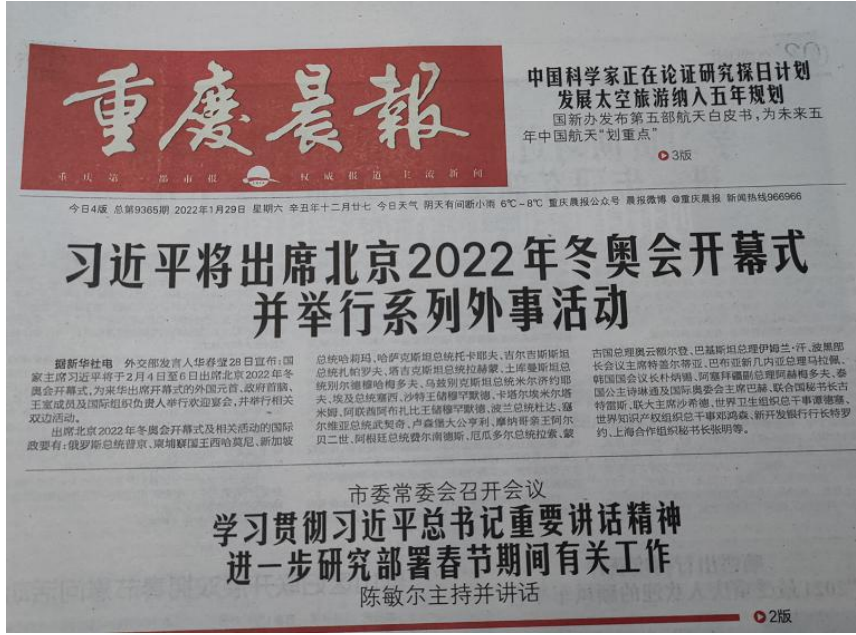 重慶晨報
重庆第一都市报 权威报道主流新闻
中国科学家正在论证研究探日计划
发展太空旅游纳入五年规划
国新办发布第五部航天白皮书，为未来五
年中国航天“划重点”
3版
今日4版 总第9365期 2022年1月29日 星期六 辛丑年十二月廿七 今日天气 阴天有间断小雨 6℃~8℃ 重庆晨报公众号 晨报微博 @重庆晨报 新闻热线966966
习近平将出席北京2022年冬奥会开幕式
并举行系列外事活动
据新华社电 外交部发言人华春莹28日宣布：国
家主席习近平将于2月4日至6日出席北京2022年冬
奥会开幕式，为来华出席开幕式的外国元首、政府首脑、
王室成员及国际组织负责人举行欢迎宴会，并举行相关
双边活动。
出席北京2022年冬奥会开幕式及相关活动的国际
政要有：俄罗斯总统普京、柬埔寨国王西哈莫尼、新加坡
总统哈莉玛、哈萨克斯坦总统托卡耶夫、吉尔吉斯斯坦
总统扎帕罗夫、塔吉克斯坦总统拉赫蒙、土库曼斯坦总
统别尔德穆哈梅多夫、乌兹别克斯坦总统米尔济约耶
夫、埃及总统塞西、沙特王储穆罕默德、卡塔尔埃米尔塔
米姆、阿联酋阿布扎比王储穆罕默德、波兰总统杜达、塞
尔维亚总统武契奇、卢森堡大公亨利、摩纳哥亲王阿尔
贝二世、阿根廷总统费尔南德斯、厄瓜多尔总统拉索、蒙
古国总理奥云额尔登、巴基斯坦总理伊姆兰·汗、波黑部
长会议主席特盖尔蒂亚、巴布亚新几内亚总理马拉佩、
韩国国会议长朴炳锡、阿塞拜疆副总理阿赫梅多夫、泰
国公主诗琳通及国际奥委会主席巴赫、联合国秘书长古
特雷斯、联大主席沙希德、世界卫生组织总干事谭德塞、
世界知识产权组织总干事邓鸿森、新开发银行行长特罗
约、上海合作组织秘书长张明等。
市委常委会召开会议
学习贯彻习近平总书记重要讲话精神
进一步研究部署春节期间有关工作
陈敏尔主持并讲话
2版